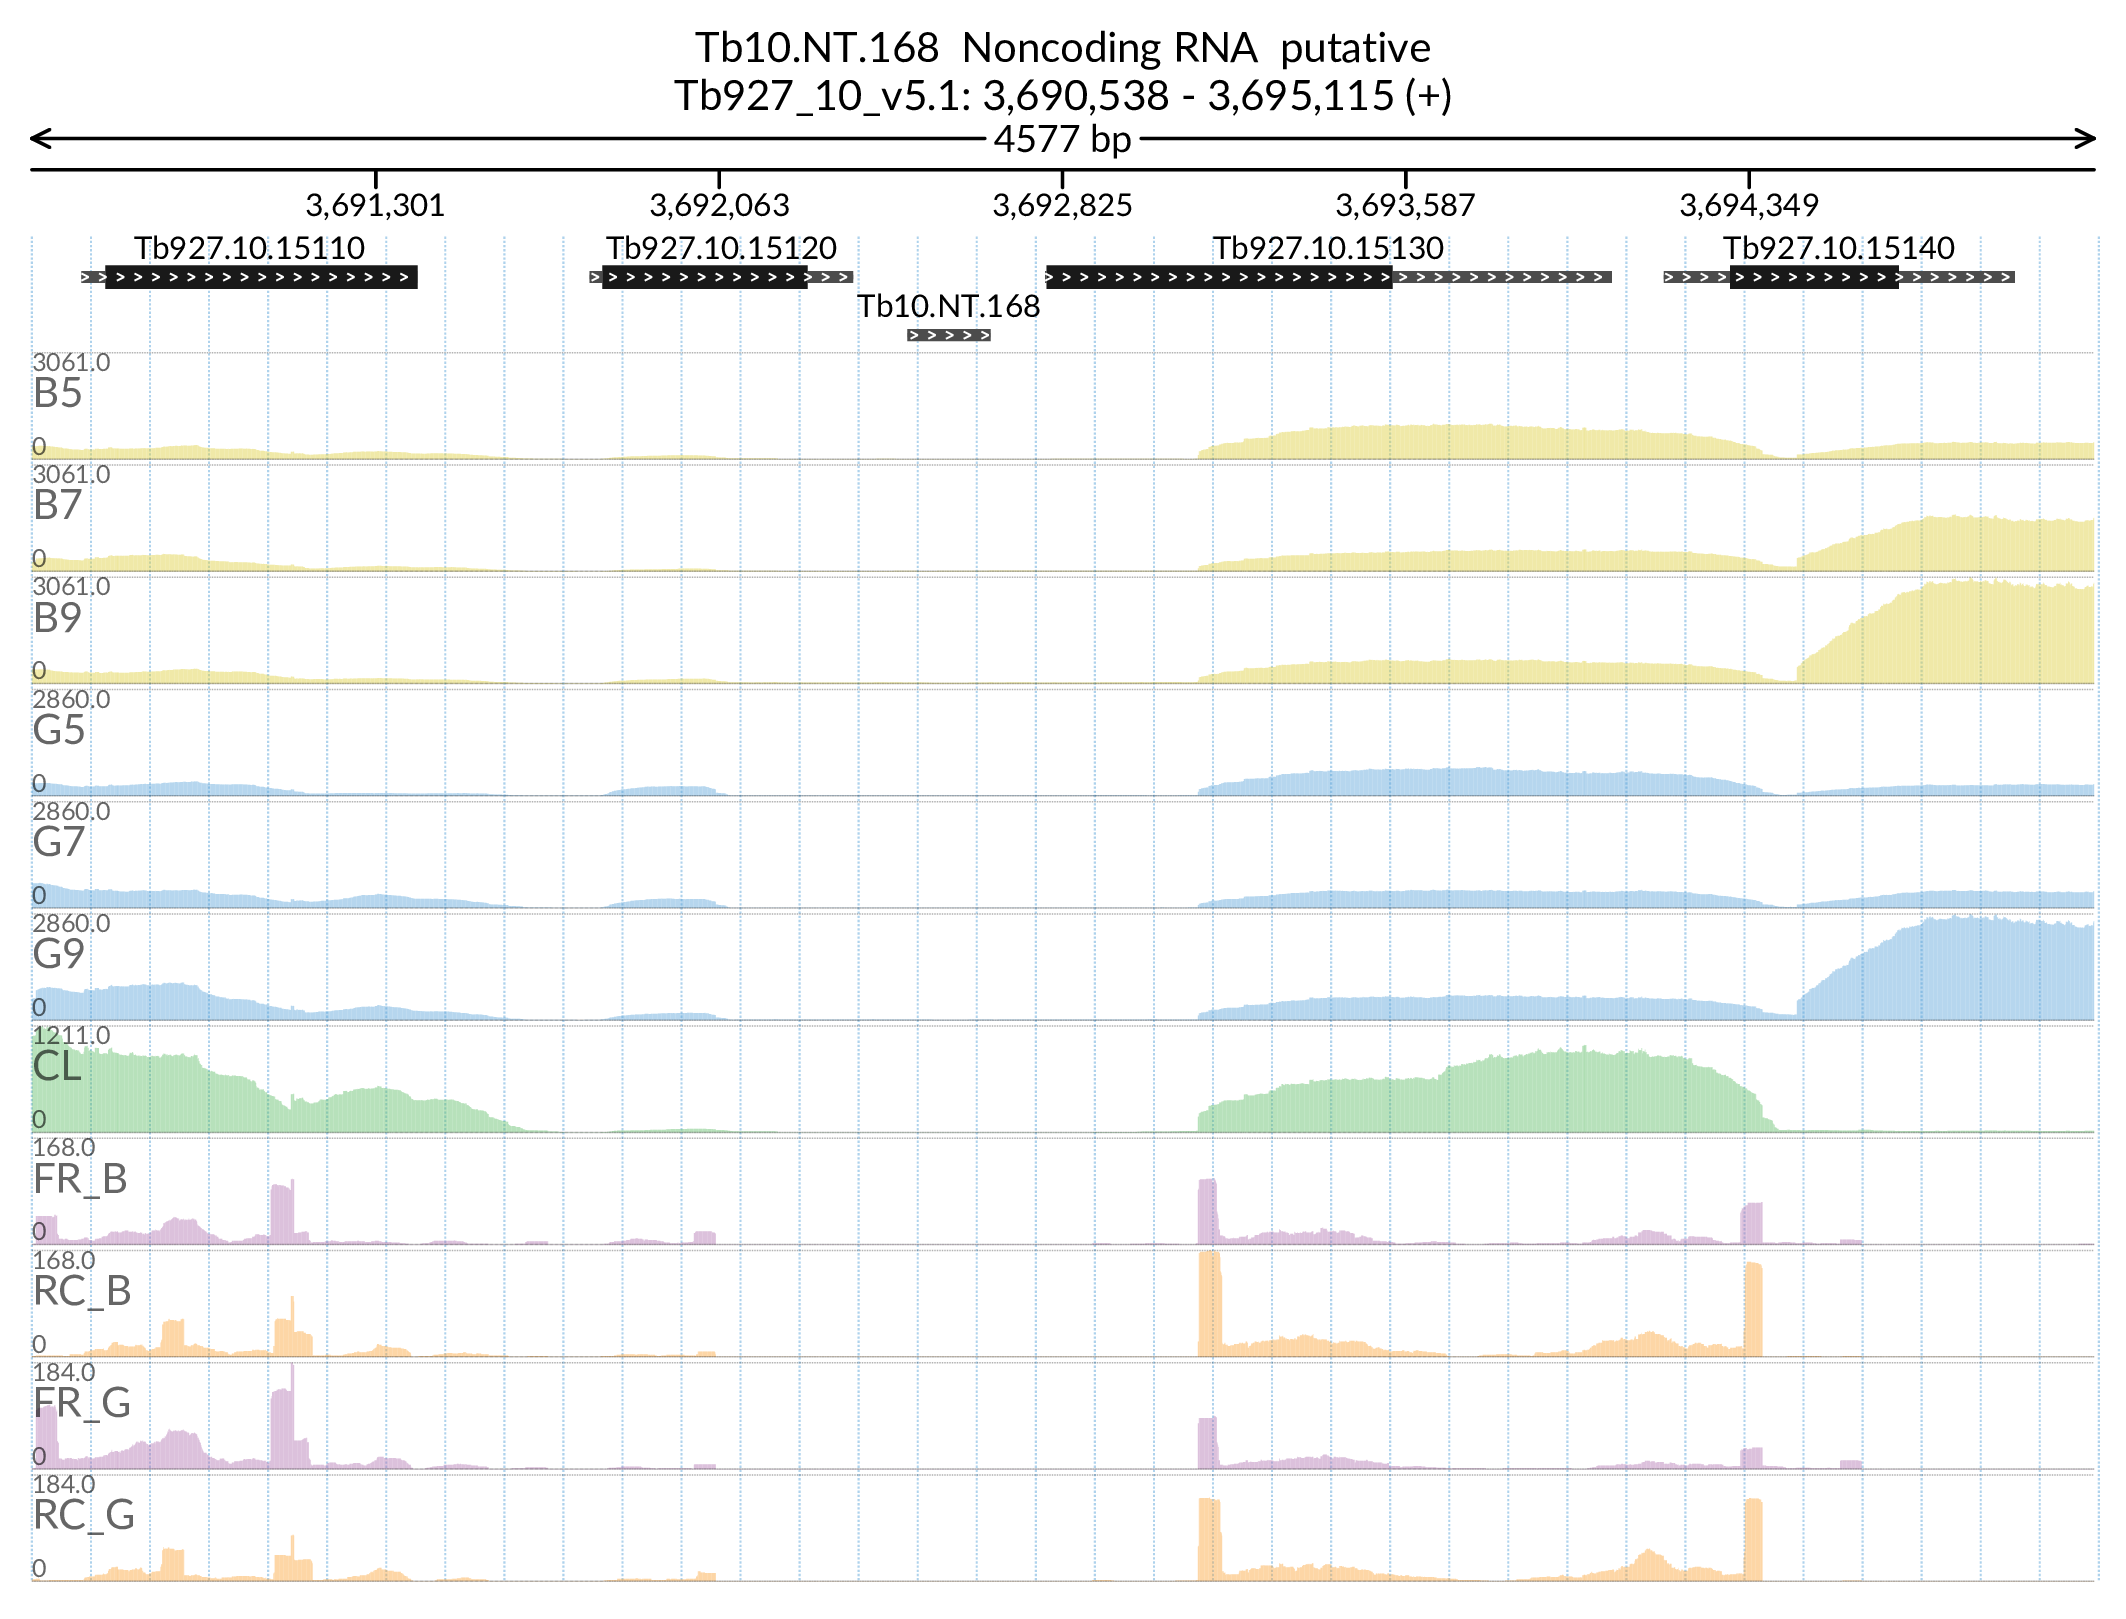 Tb10.NT.168 Noncoding RNA putative
Tb927_10_v5.1: 3,690,538 - 3,695,115 (+)
4577 bp
3,691,301 3,692,063 3,692,825 3,693,587 3,694,349
Tb927.10.15110 Tb927.10.15120 Tb927.10.15130 Tb927.10.15140
Tb10.NT.168
3061.0
B5
0
3061.0
B7
0
3061.0
B9
0
2860.0
G5
0
2860.0
G7
0
2860.0
G9
0
1211.0
CL
0
168.0
FR_B
0
168.0
RC_B
0
184.0
FR_G
0
184.0
RC_G
0